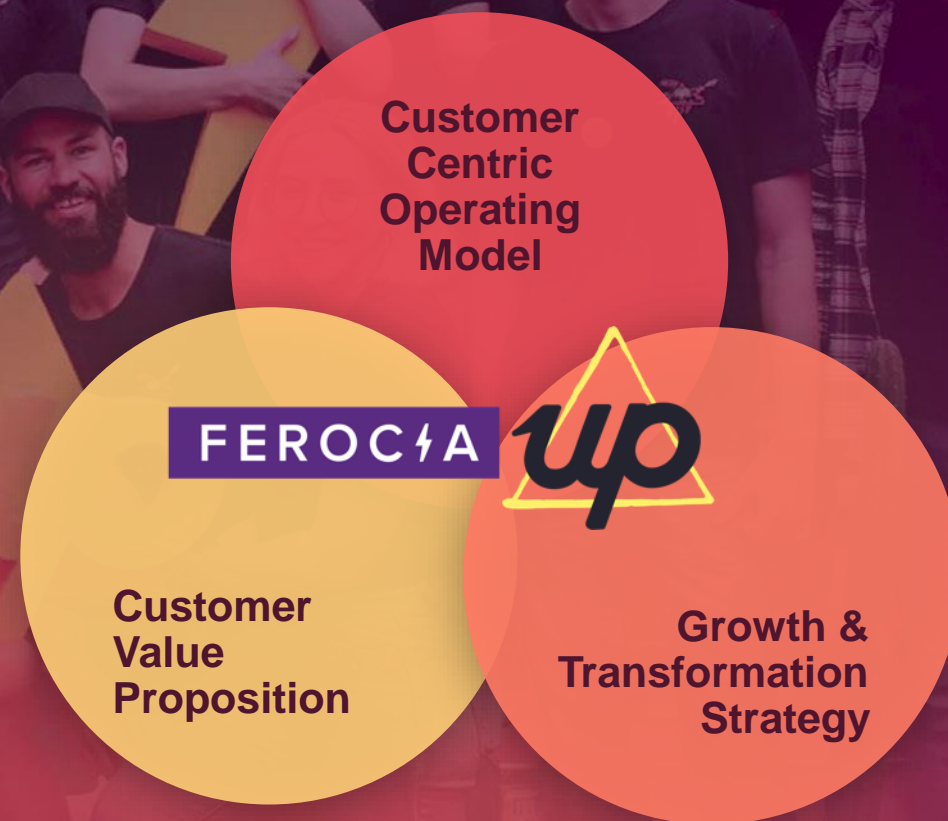 Customer
Centric
Operating
Model
FEROCIA
up
Customer
Value
Proposition
Growth &
Transformation
Strategy